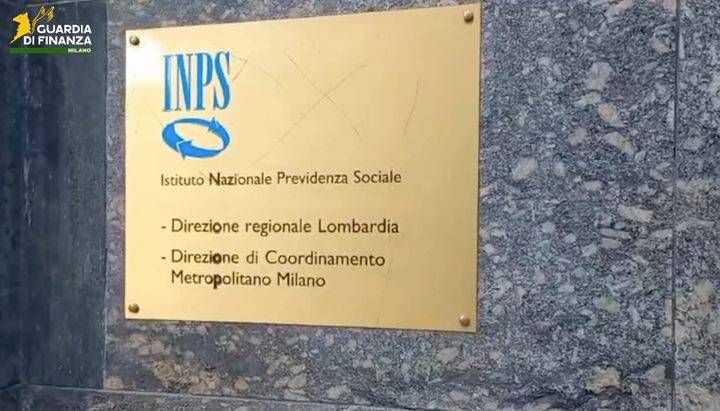 GUARDIA
DI FINANZA
MILANO
INPS
Istituto Nazionale Previdenza Sociale
- Direzione regionale Lombardia
- Direzione di Coordinamento
Metropolitano Milano